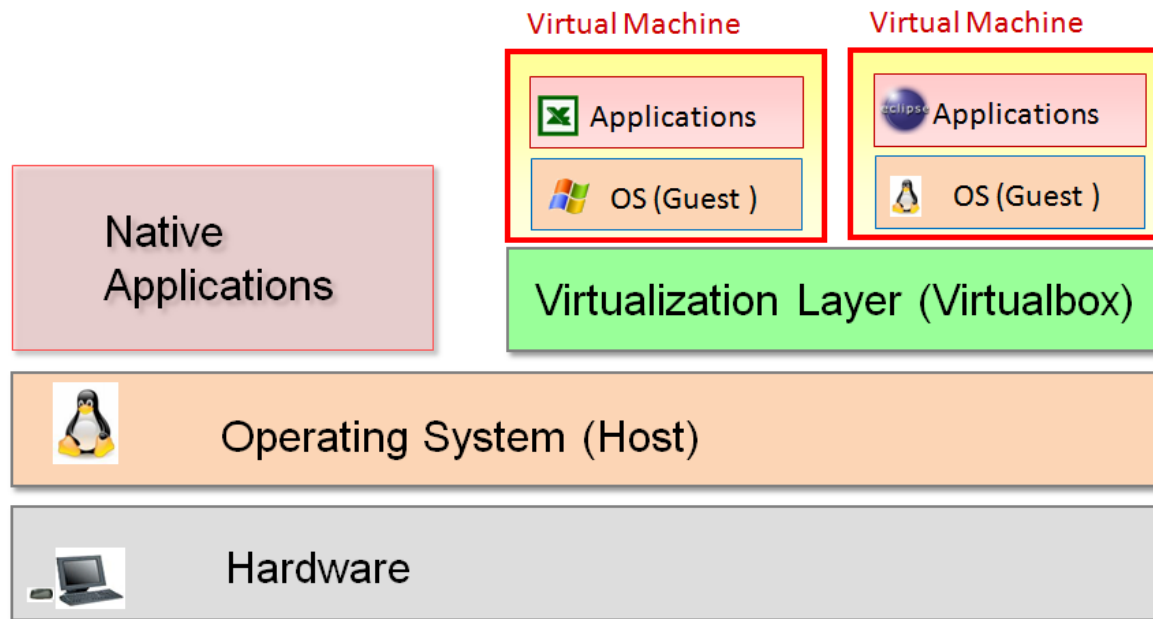 Virtual Machine
Virtual Machine
Applications
eclipse Applications
OS (Guest )
OS (Guest )
Native
Applications
Virtualization Layer (Virtualbox)
Operating System (Host)
Hardware